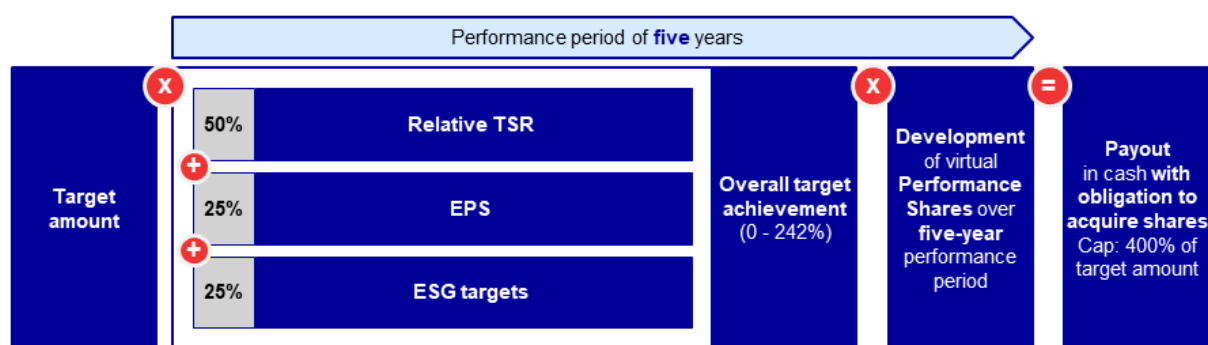 Performance period of five years
x
x
=
Target
amount
50%
Relative TSR
+
25%
EPS
+
25%
ESG targets
Overall target
achievement
(0 - 242%)
Development
of virtual
Performance
Shares over
five-year
performance
period
Payout
in cash with
obligation to
acquire shares
Cap: 400% of
target amount